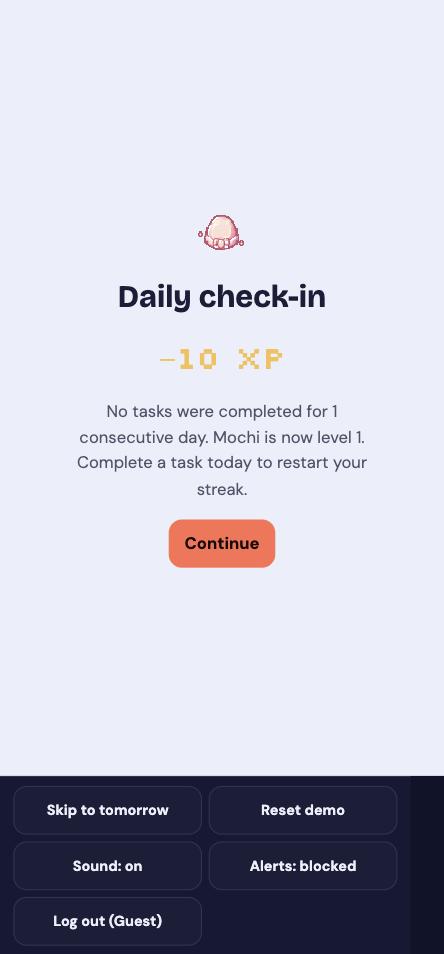 Daily check-in
−10 XP
No tasks were completed for 1
consecutive day. Mochi is now level 1.
Complete a task today to restart your
streak.
Continue
Skip to tomorrow
Reset demo
Sound: on
Alerts: blocked
Log out (Guest)